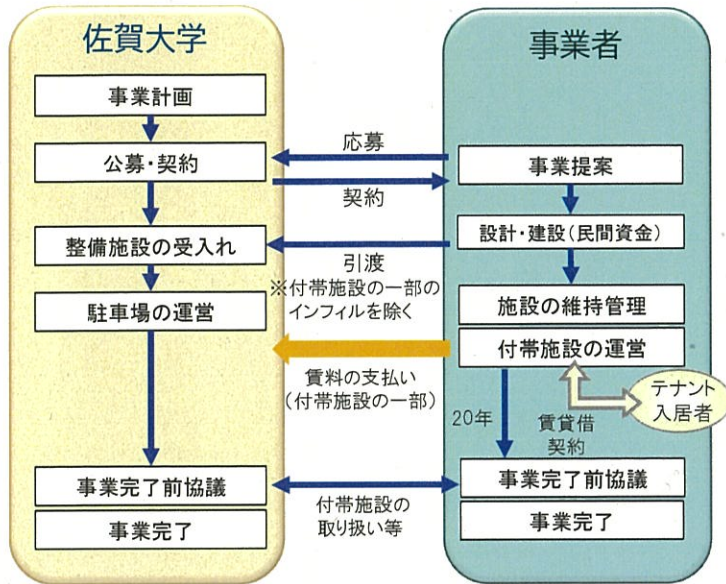 佐賀大学
事業計画
公募・契約
整備施設の受入れ
駐車場の運営
事業完了前協議
事業完了
応募
契約
引渡
※付帯施設の一部の
インフィルを除く
賃料の支払い
(付帯施設の一部)
付帯施設の
取り扱い等
事業者
事業提案
設計・建設(民間資金)
施設の維持管理
付帯施設の運営
テナント
入居者
20年
賃貸借
契約
事業完了前協議
事業完了